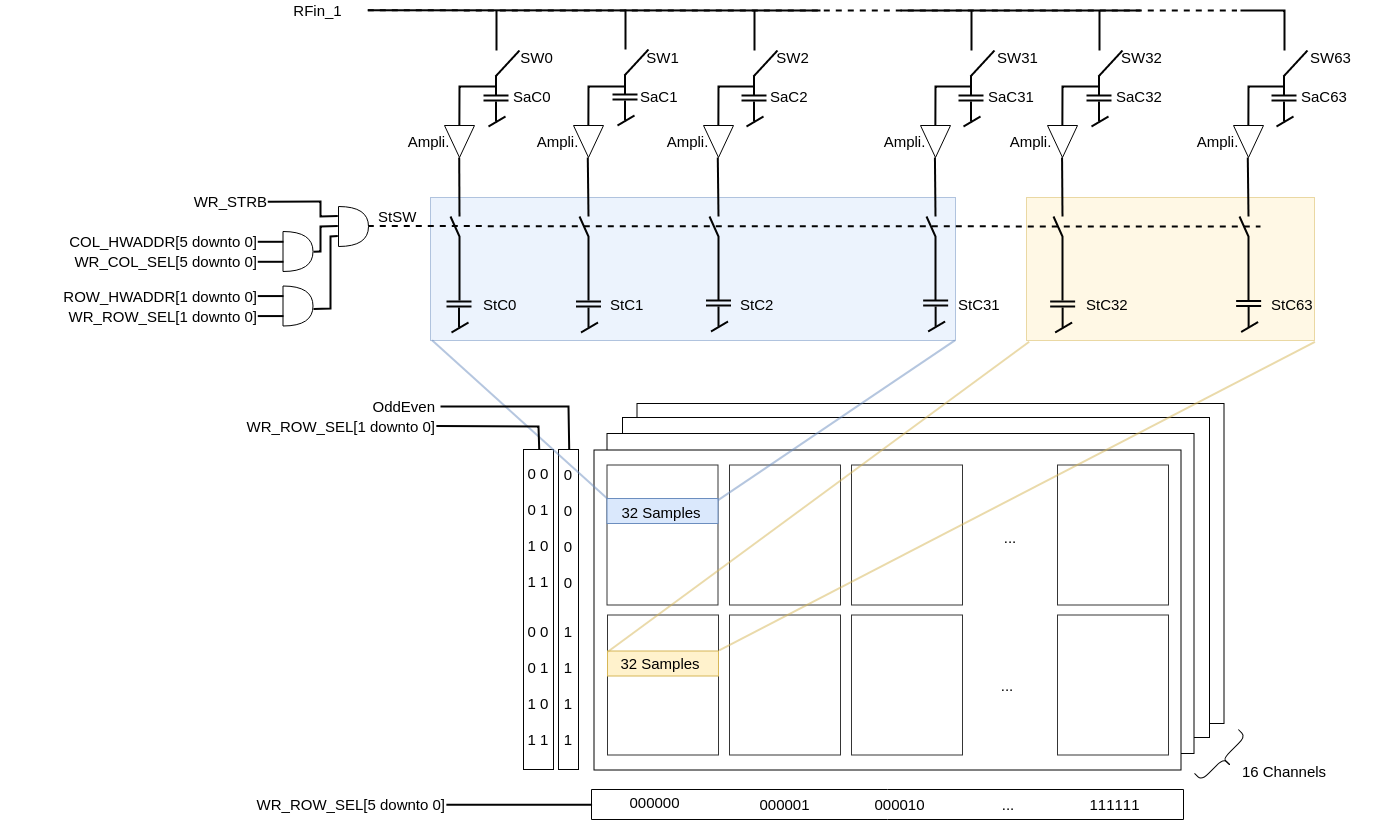 RFin_1
SW0 SW1 SW2 SW31 SW32 SW63
SaC0 SaC1 SaC2 SaC31 SaC32 SaC63
Ampli. Ampli. Ampli. Ampli. Ampli. Ampli.
WR_STRB
StSW
COL_HWADDR[5 downto 0]
WR_COL_SEL[5 downto 0]
ROW_HWADDR[1 downto 0]
WR_ROW_SEL[1 downto 0]
StC0 StC1 StC2 StC31 StC32 StC63
OddEven
WR_ROW_SEL[1 downto 0]
0 0 0
0 1 0
1 0 0
1 1 0
0 0 1
0 1 1
1 0 1
1 1 1
32 Samples
...
32 Samples
...
16 Channels
WR_ROW_SEL[5 downto 0] 000000 000001 000010 ... 111111